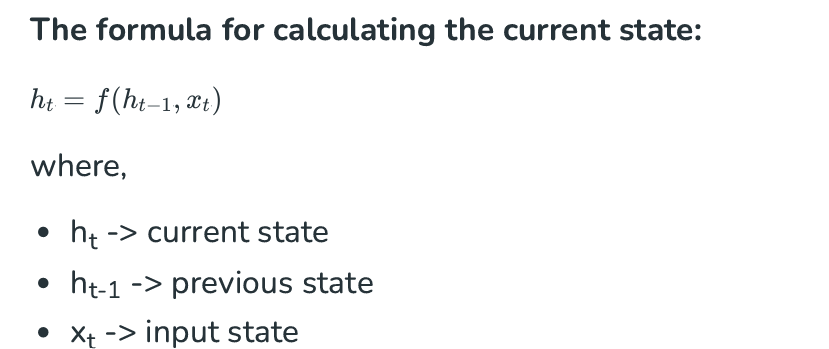 The formula for calculating the current state:
hₜ = f(hₜ₋₁, xₜ)
where,
• hₜ -> current state
• hₜ₋₁ -> previous state
• xₜ -> input state